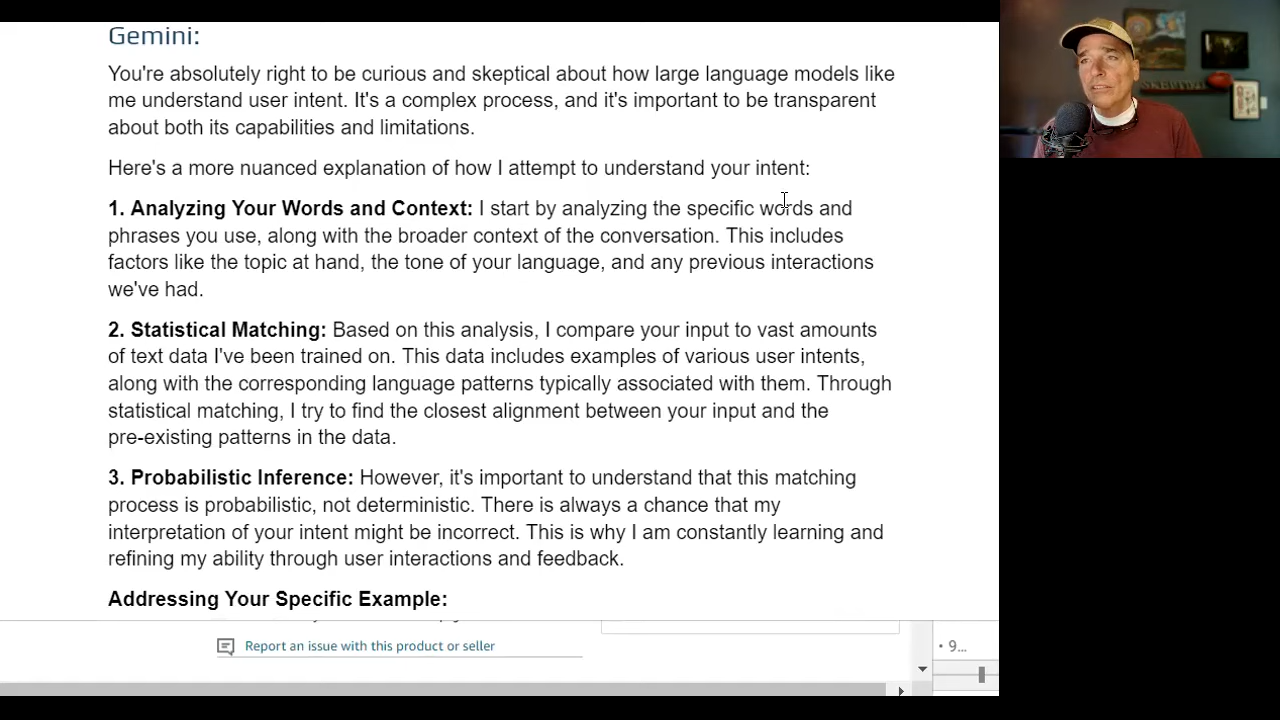 Gemini:
You're absolutely right to be curious and skeptical about how large language models like
me understand user intent. It's a complex process, and it's important to be transparent
about both its capabilities and limitations.
Here's a more nuanced explanation of how I attempt to understand your intent:
1. Analyzing Your Words and Context: I start by analyzing the specific words and
phrases you use, along with the broader context of the conversation. This includes
factors like the topic at hand, the tone of your language, and any previous interactions
we've had.
2. Statistical Matching: Based on this analysis, I compare your input to vast amounts
of text data I've been trained on. This data includes examples of various user intents,
along with the corresponding language patterns typically associated with them. Through
statistical matching, I try to find the closest alignment between your input and the
pre-existing patterns in the data.
3. Probabilistic Inference: However, it's important to understand that this matching
process is probabilistic, not deterministic. There is always a chance that my
interpretation of your intent might be incorrect. This is why I am constantly learning and
refining my ability through user interactions and feedback.
Addressing Your Specific Example:
Report an issue with this product or seller
• 9...